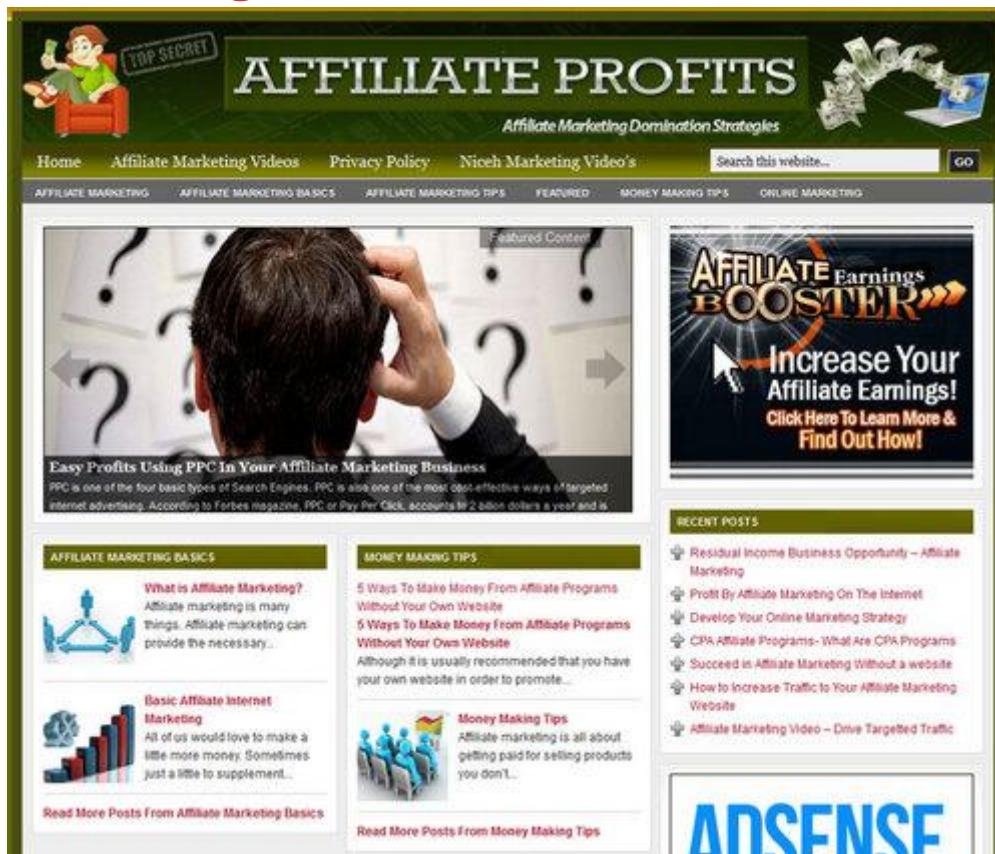 TOP SECRET
AFFILIATE PROFITS
Affiliate Marketing Domination Strategies
Home Affiliate Marketing Videos Privacy Policy Niceh Marketing Video's Search this website... GO
AFFILIATE MARKETING AFFILIATE MARKETING BASICS AFFILIATE MARKETING TIPS FEATURED MONEY MAKING TIPS ONLINE MARKETING
Featured Content
Easy Profits Using PPC In Your Affiliate Marketing Business
PPC is one of the four basic types of Search Engines. PPC is also one of the most cost-effective ways of targeted
internet advertising. According to Forbes magazine, PPC or Pay Per Click, accounts to 2 billion dollars a year and is
AFFILIATE Earnings
BOOSTER
Increase Your
Affiliate Earnings!
Click Here To Learn More &
Find Out How!
AFFILIATE MARKETING BASICS
What is Affiliate Marketing?
Affiliate marketing is many
things. Affiliate marketing can
provide the necessary...
Basic Affiliate Internet
Marketing
All of us would love to make a
little more money. Sometimes
just a little to supplement...
Read More Posts From Affiliate Marketing Basics
MONEY MAKING TIPS
5 Ways To Make Money From Affiliate Programs
Without Your Own Website
5 Ways To Make Money From Affiliate Programs
Without Your Own Website
Although it is usually recommended that you have
your own website in order to promote...
Money Making Tips
Affiliate marketing is all about
getting paid for selling products
you don't...
Read More Posts From Money Making Tips
RECENT POSTS
Residual Income Business Opportunity – Affiliate
Marketing
Profit By Affiliate Marketing On The Internet
Develop Your Online Marketing Strategy
CPA Affiliate Programs- What Are CPA Programs
Succeed in Affiliate Marketing Without a website
How to Increase Traffic to Your Affiliate Marketing
Website
Affiliate Marketing Video – Drive Targetted Traffic
ADSENSE